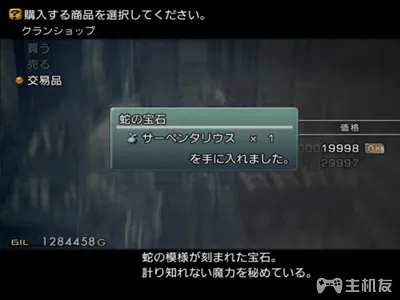 購入する商品を選択してください。
クランショップ
買う
売る
交易品
蛇の宝石
サーペンタリウス × 1
を手に入れました。
価格
19998 OK
29997
GIL 1284458G
蛇の模様が刻まれた宝石。
計り知れない魔力を秘めている。
主机友